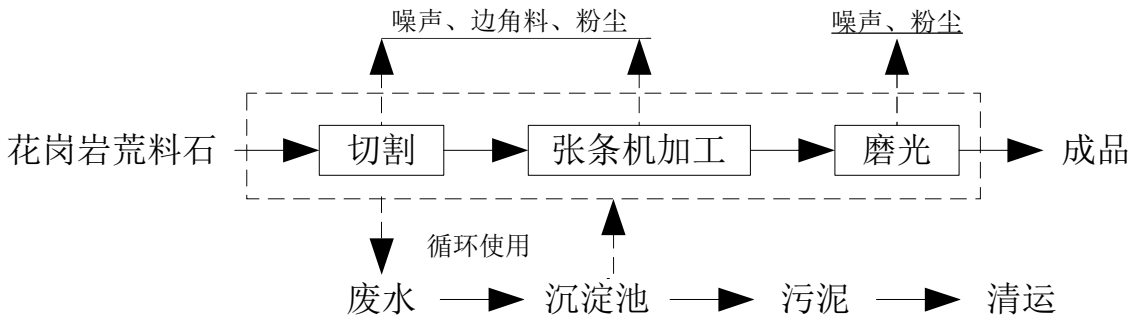 噪声、边角料、粉尘
噪声、粉尘
花岗岩荒料石
切割
张条机加工
磨光
成品
循环使用
废水
沉淀池
污泥
清运